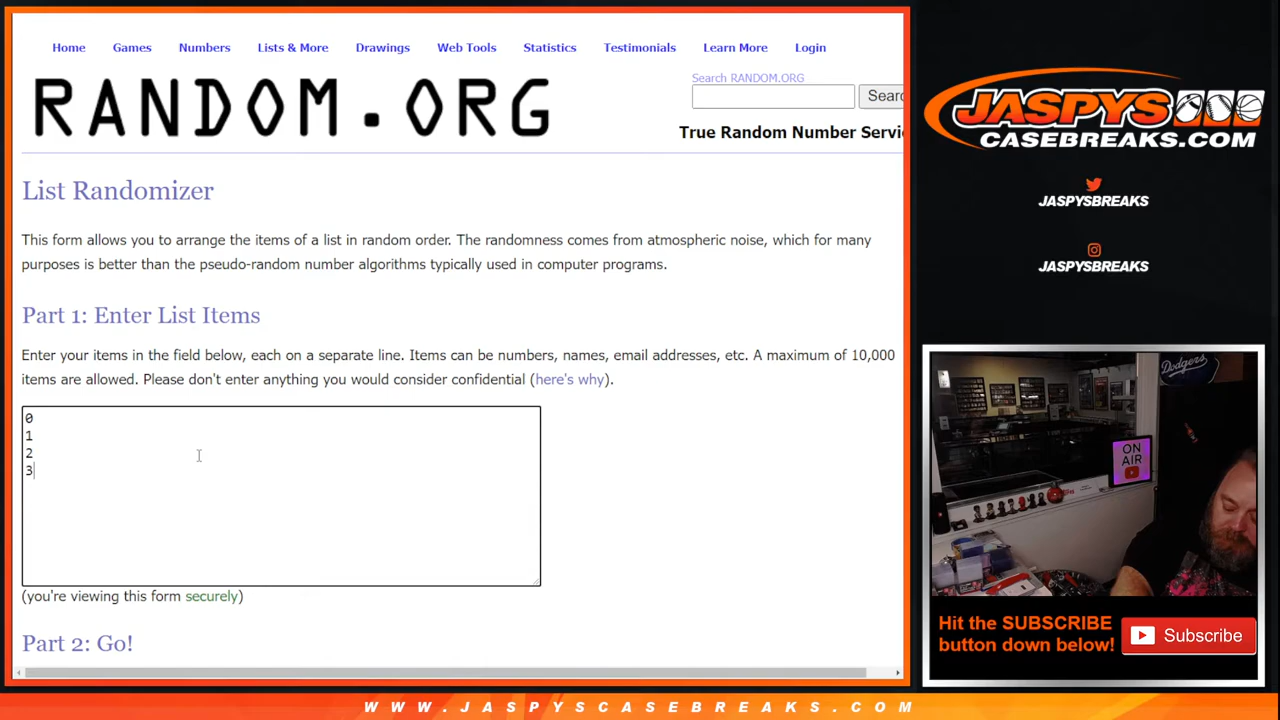 Home Games Numbers Lists & More Drawings Web Tools Statistics Testimonials Learn More Login
RANDOM.ORG
Search RANDOM.ORG
Searc
True Random Number Servi
List Randomizer
This form allows you to arrange the items of a list in random order. The randomness comes from atmospheric noise, which for many
purposes is better than the pseudo-random number algorithms typically used in computer programs.
Part 1: Enter List Items
Enter your items in the field below, each on a separate line. Items can be numbers, names, email addresses, etc. A maximum of 10,000
items are allowed. Please don't enter anything you would consider confidential (here's why).
0
1
2
3
(you're viewing this form securely)
Part 2: Go!
JASPYS
CASEBREAKS.COM
JASPYSBREAKS
JASPYSBREAKS
Dodgers
ON
AIR
Hit the SUBSCRIBE
button down below!
Subscribe
WWW.JASPYSCASEBREAKS.COM